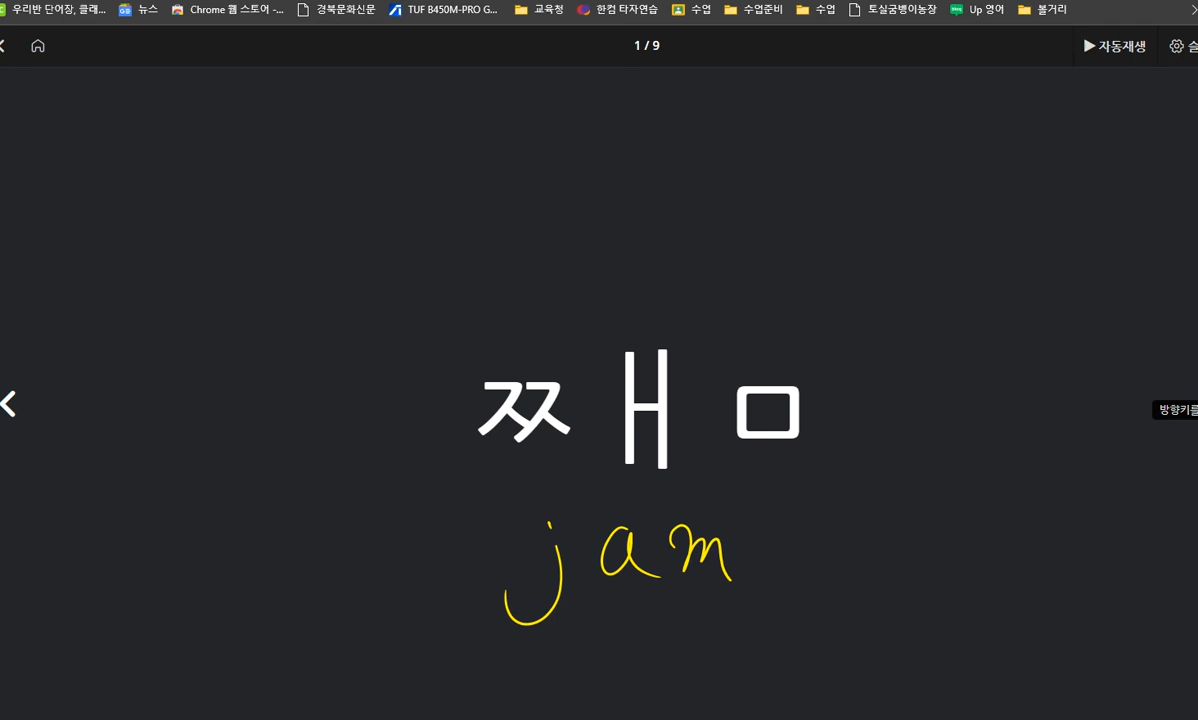 우리반 단어장, 클래... 뉴스 Chrome 웹 스토어 -... 경북문화신문 TUF B450M-PRO G... 교육청 한컴 타자연습 수업 수업준비 수업 토실굼벵이농장 Up 영어 볼거리
1 / 9 자동재생 슬
ㅉ ㅐ ㅁ
방향키를
jam